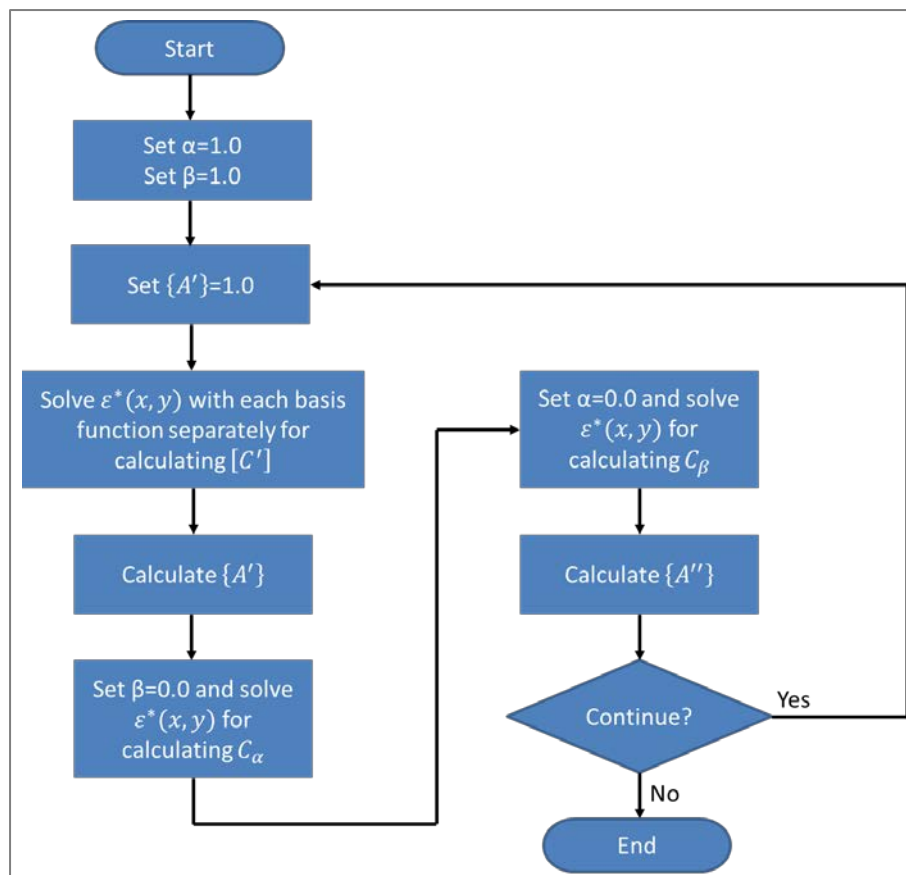 Start
Set α=1.0
Set β=1.0
Set {A′}=1.0
Solve ε*(x, y) with each basis
function separately for
calculating [C′]
Calculate {A′}
Set β=0.0 and solve
ε*(x, y) for
calculating Cα
Set α=0.0 and solve
ε*(x, y) for
calculating Cβ
Calculate {A′′}
Continue?
Yes
No
End